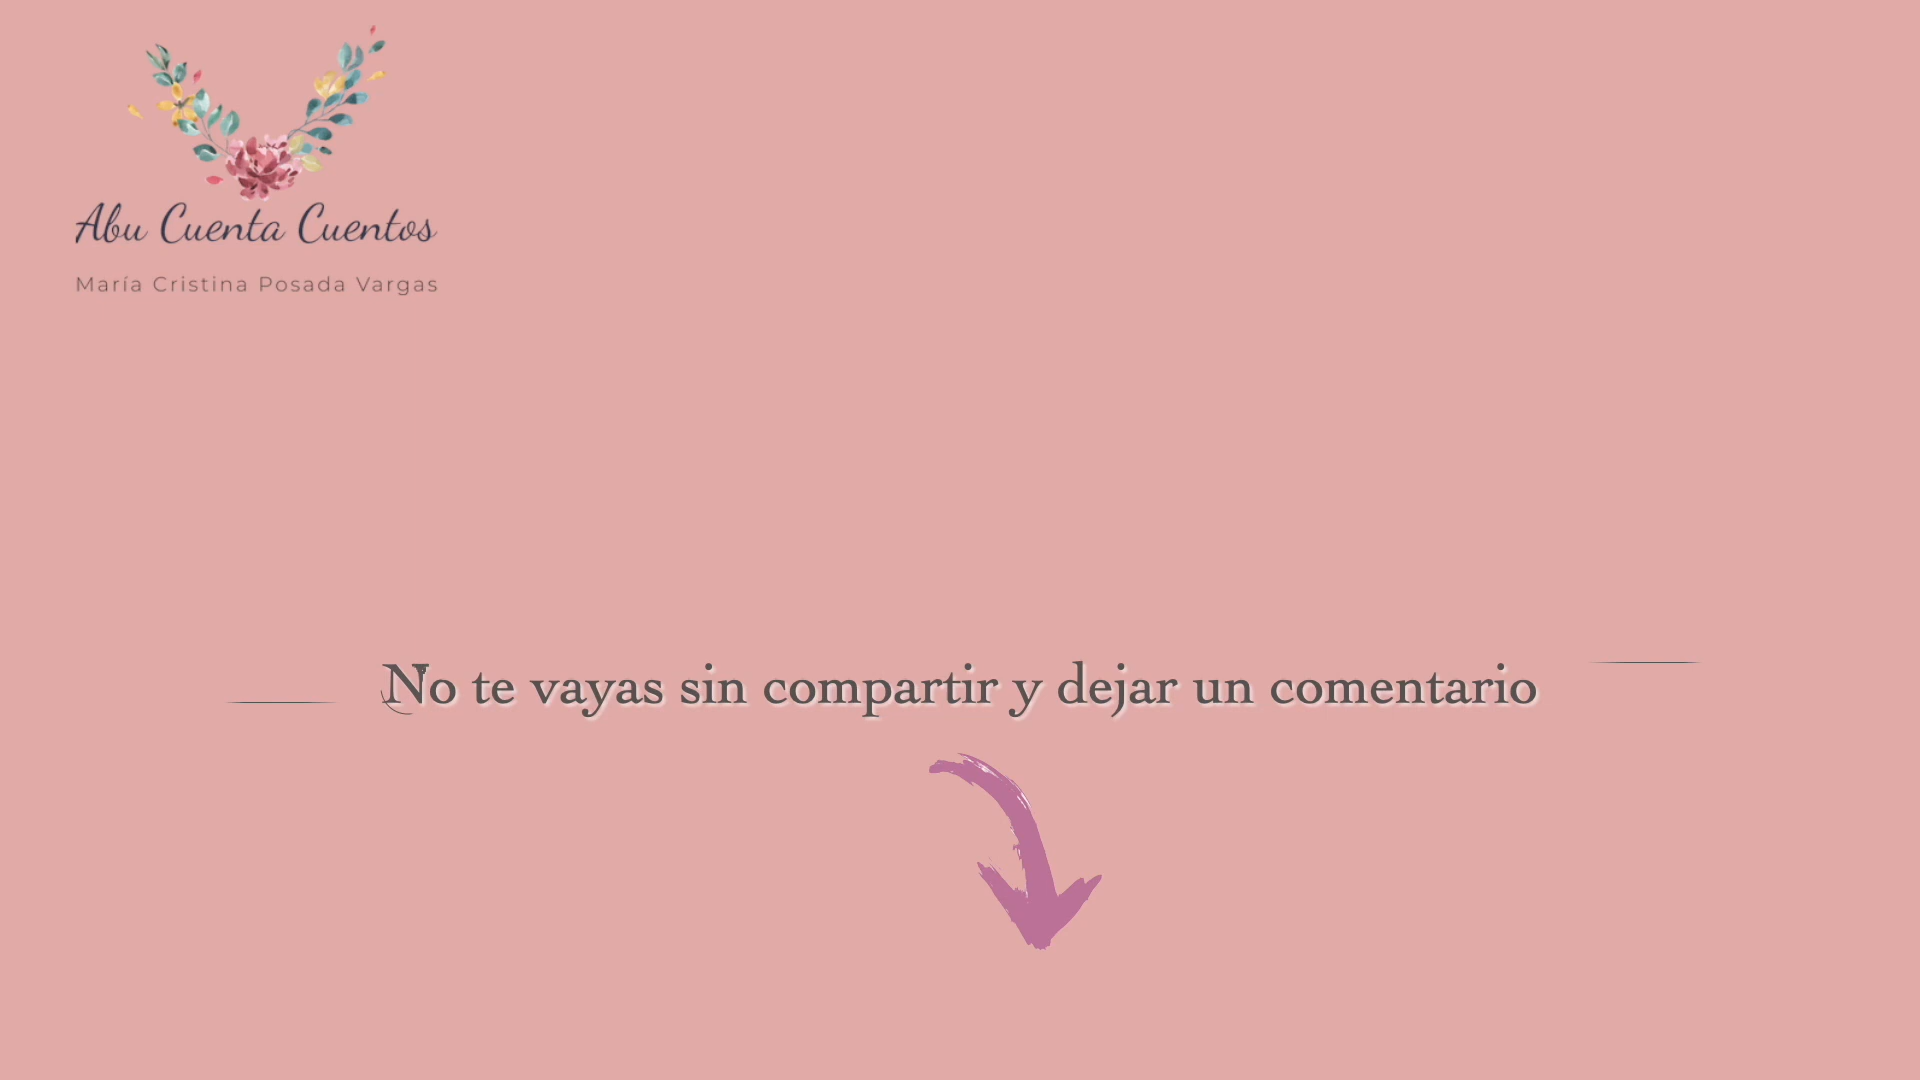 Abu Cuenta Cuentos
María Cristina Posada Vargas
No te vayas sin compartir y dejar un comentario